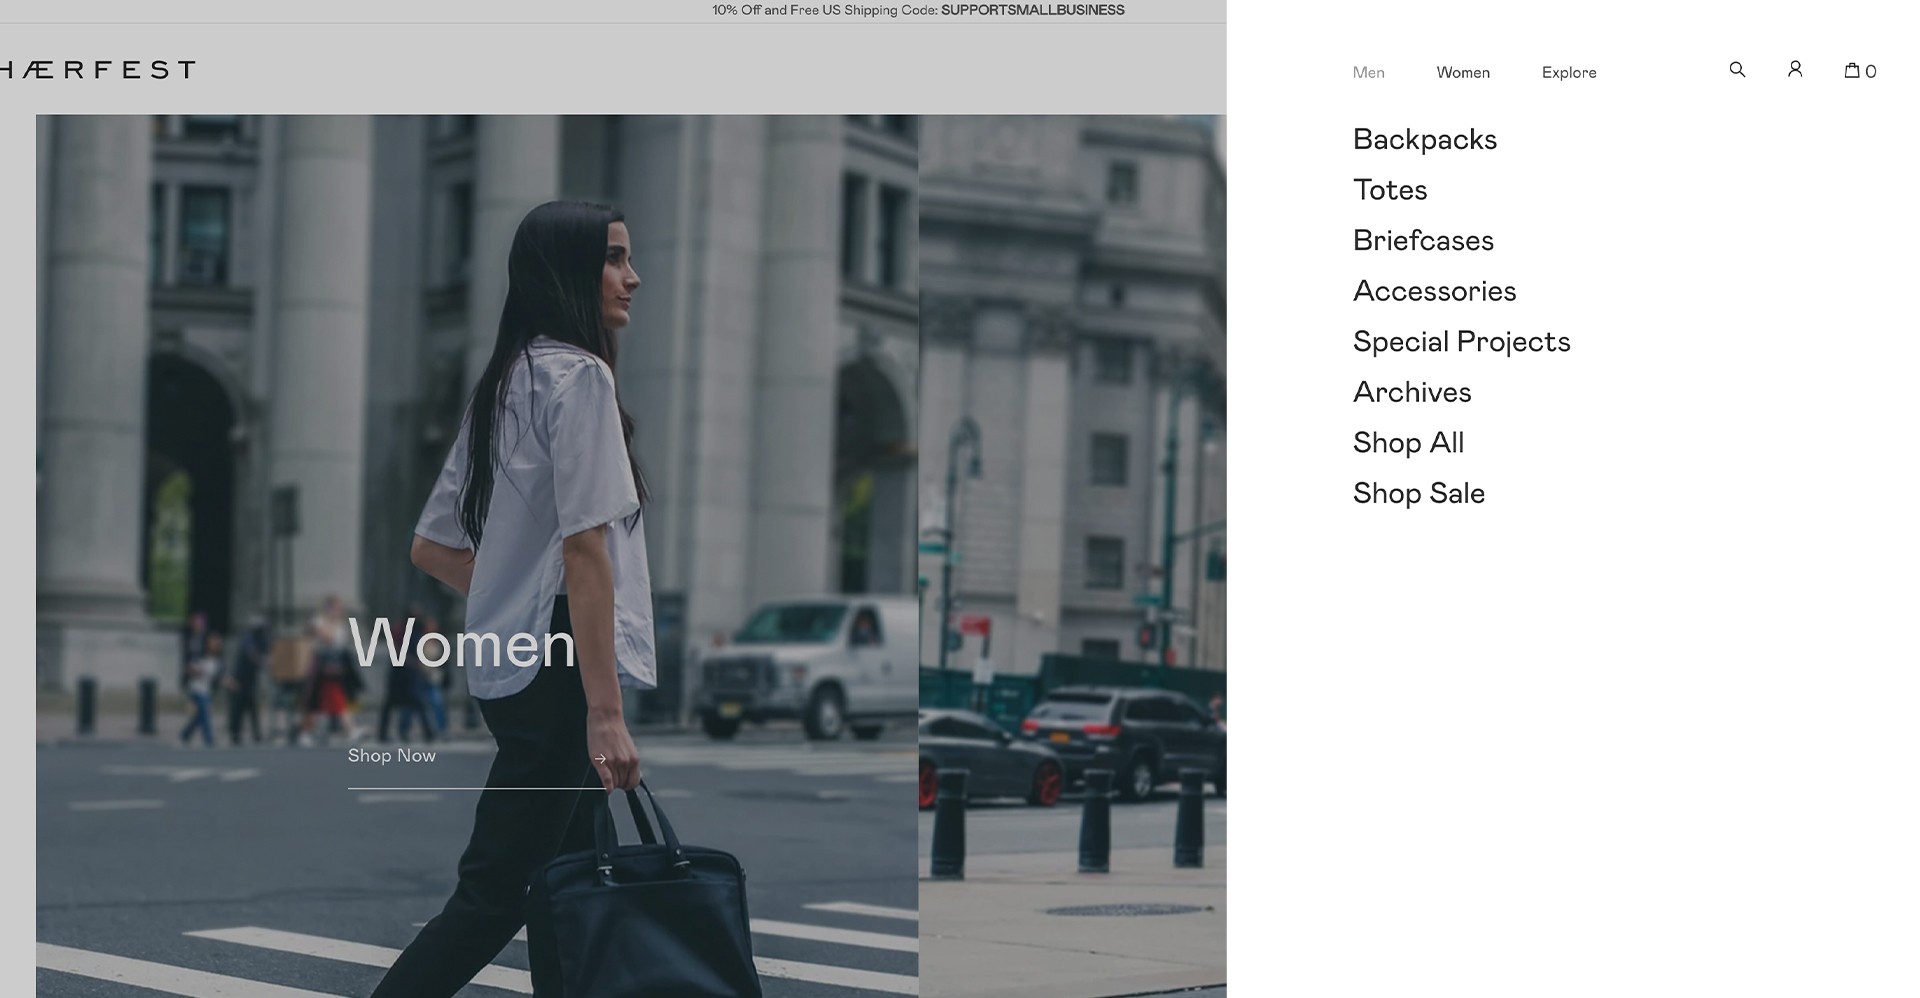 10% Off and Free US Shipping Code: SUPPORTSMALLBUSINESS
HÆRFEST
Men Women Explore 0
Backpacks
Totes
Briefcases
Accessories
Special Projects
Archives
Shop All
Shop Sale
Women
Shop Now →